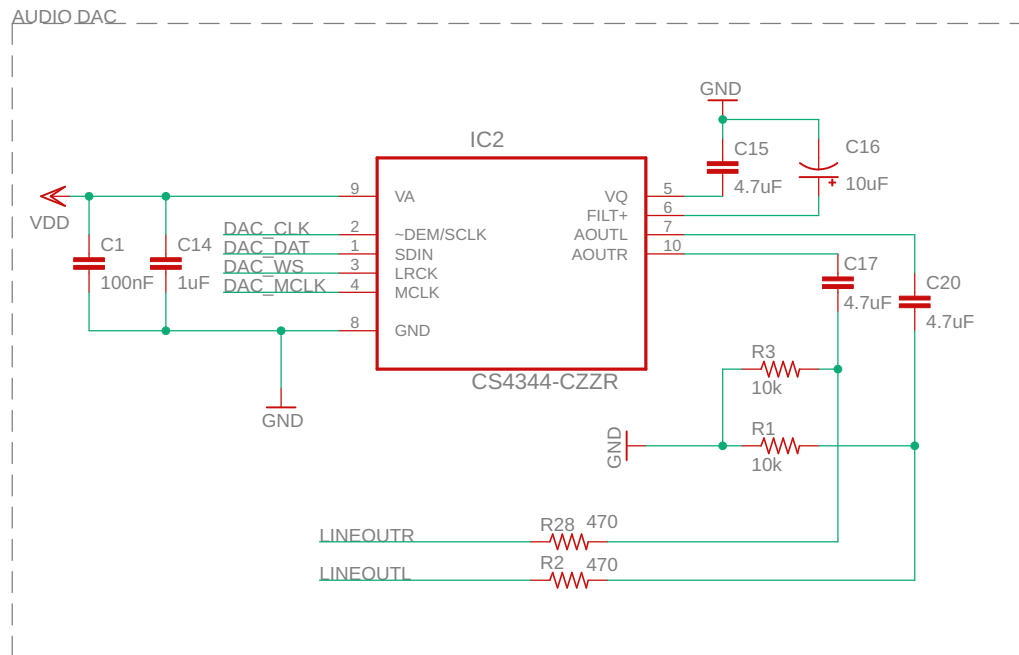 AUDIO DAC
GND
IC2
C15
4.7uF
C16
10uF
VDD
9
VA
VQ
5
FILT+
6
C1
100nF
C14
1uF
DAC_CLK
2
~DEM/SCLK
AOUTL
7
DAC_DAT
1
SDIN
AOUTR
10
DAC_WS
3
LRCK
DAC_MCLK
4
MCLK
C17
4.7uF
C20
4.7uF
8
GND
CS4344-CZZR
GND
R3
10k
GND
R1
10k
LINEOUTR
R28
470
LINEOUTL
R2
470